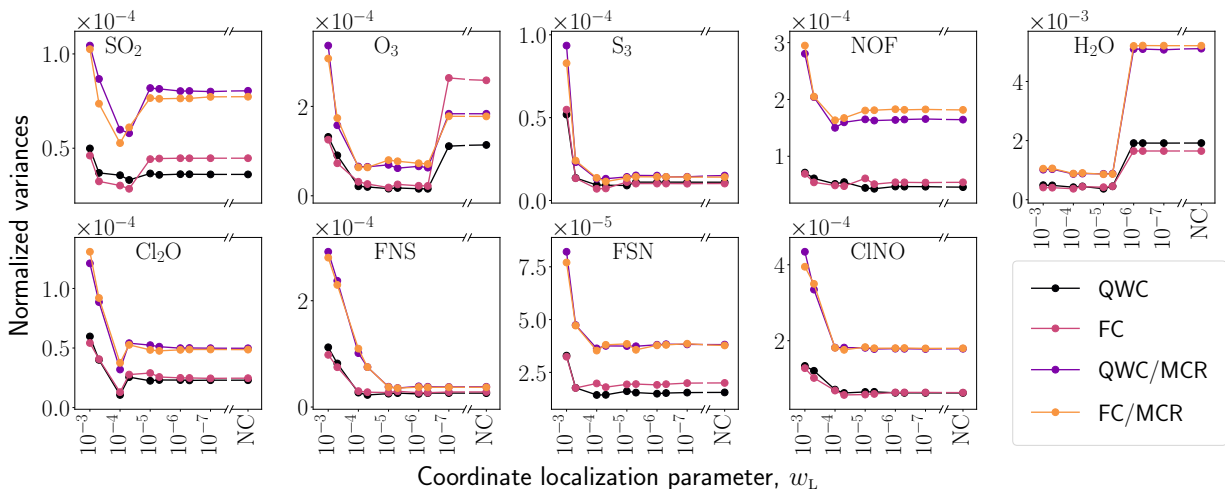 ×10⁻⁴ ×10⁻⁴ ×10⁻⁴ ×10⁻⁴ ×10⁻³
SO₂ O₃ S₃ NOF H₂O
1.0
0.5
2
0
1.0
0.5
0.0
3
2
1
4
2
0
10⁻³ 10⁻⁴ 10⁻⁵ 10⁻⁶ 10⁻⁷ NC
Normalized variances
×10⁻⁴ ×10⁻⁴ ×10⁻⁵ ×10⁻⁴
Cl₂O FNS FSN ClNO
1.0
0.5
0.0
2
0
7.5
5.0
2.5
4
2
10⁻³ 10⁻⁴ 10⁻⁵ 10⁻⁶ 10⁻⁷ NC
10⁻³ 10⁻⁴ 10⁻⁵ 10⁻⁶ 10⁻⁷ NC
10⁻³ 10⁻⁴ 10⁻⁵ 10⁻⁶ 10⁻⁷ NC
10⁻³ 10⁻⁴ 10⁻⁵ 10⁻⁶ 10⁻⁷ NC
Coordinate localization parameter, w_L
QWC
FC
QWC/MCR
FC/MCR